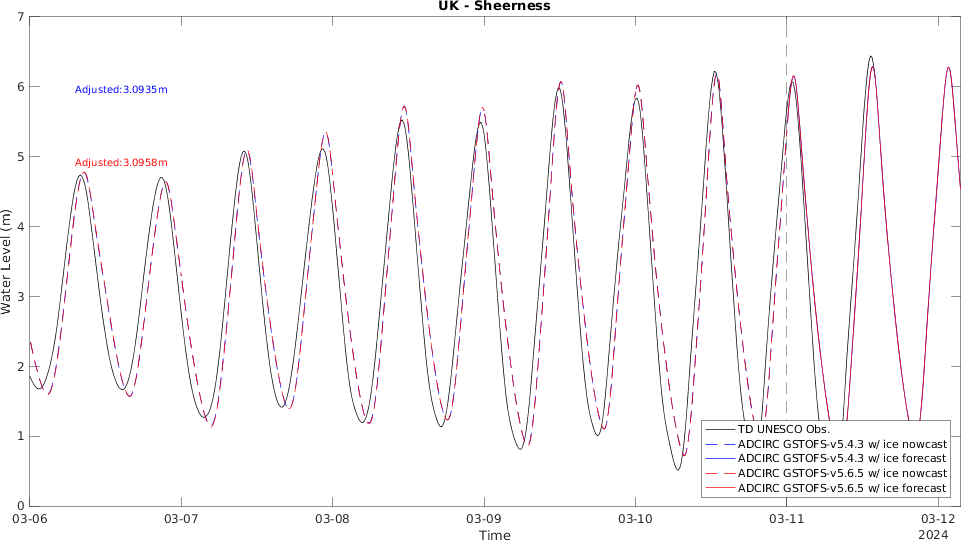 UK - Sheerness
7
6
5
4
3
2
1
0
Water Level (m)
Adjusted:3.0935m
Adjusted:3.0958m
TD UNESCO Obs.
ADCIRC GSTOFS-v5.4.3 w/ ice nowcast
ADCIRC GSTOFS-v5.4.3 w/ ice forecast
ADCIRC GSTOFS-v5.6.5 w/ ice nowcast
ADCIRC GSTOFS-v5.6.5 w/ ice forecast
03-06 03-07 03-08 03-09 03-10 03-11 03-12
Time
2024